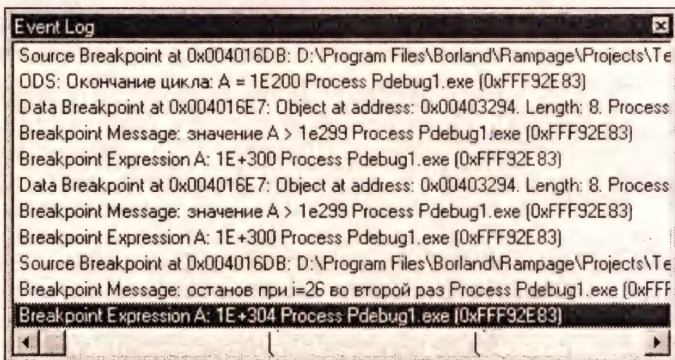 Event Log
Source Breakpoint at 0x004016DB: D:\Program Files\Borland\Rampage\Projects\Te
ODS: Окончание цикла: A = 1E200 Process Pdebug1.exe (0xFFF92E83)
Data Breakpoint at 0x004016E7: Object at address: 0x00403294. Length: 8. Process
Breakpoint Message: значение A > 1e299 Process Pdebug1.exe (0xFFF92E83)
Breakpoint Expression A: 1E+300 Process Pdebug1.exe (0xFFF92E83)
Data Breakpoint at 0x004016E7: Object at address: 0x00403294. Length: 8. Process
Breakpoint Message: значение A > 1e299 Process Pdebug1.exe (0xFFF92E83)
Breakpoint Expression A: 1E+300 Process Pdebug1.exe (0xFFF92E83)
Source Breakpoint at 0x004016DB: D:\Program Files\Borland\Rampage\Projects\Te
Breakpoint Message: останов при i=26 во второй раз Process Pdebug1.exe (0xFFF
Breakpoint Expression A: 1E+304 Process Pdebug1.exe (0xFFF92E83)